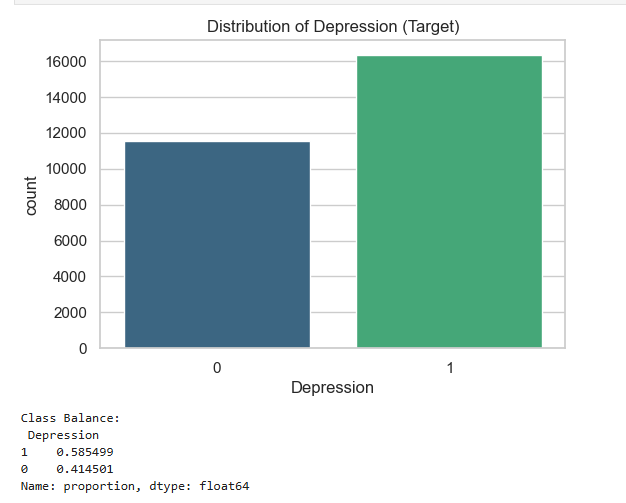 Distribution of Depression (Target)
16000
14000
12000
10000
8000
6000
4000
2000
0
count
0 1
Depression
Class Balance:
Depression
1 0.585499
0 0.414501
Name: proportion, dtype: float64